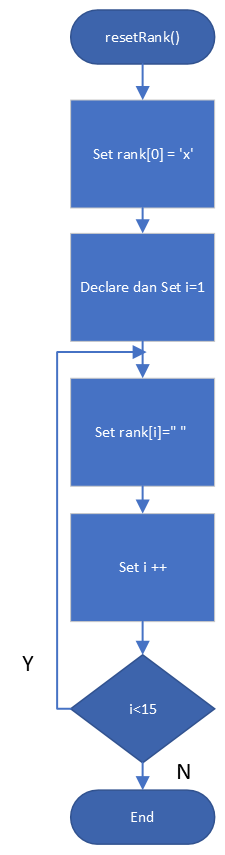 resetRank()
Set rank[0] = 'x'
Declare dan Set i=1
Set rank[i]=" "
Set i ++
Y
i<15
N
End